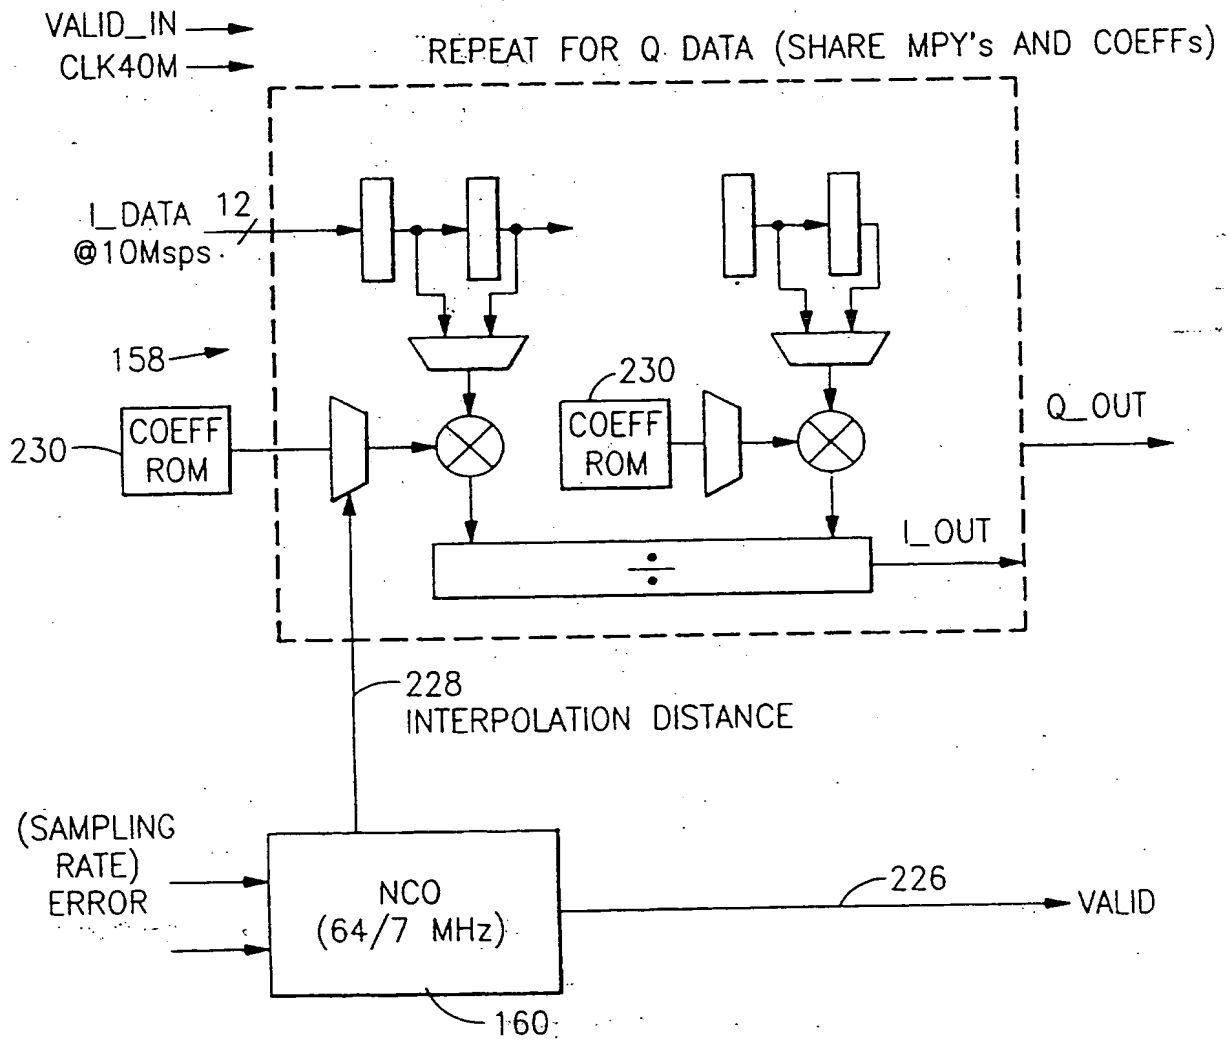 VALID_IN
CLK40M
REPEAT FOR Q DATA (SHARE MPY's AND COEFFs)
I_DATA
@10Msps
12
158
230
COEFF
ROM
230
COEFF
ROM
Q_OUT
I_OUT
÷
228
INTERPOLATION DISTANCE
(SAMPLING
RATE)
ERROR
NCO
(64/7 MHz)
226
VALID
160